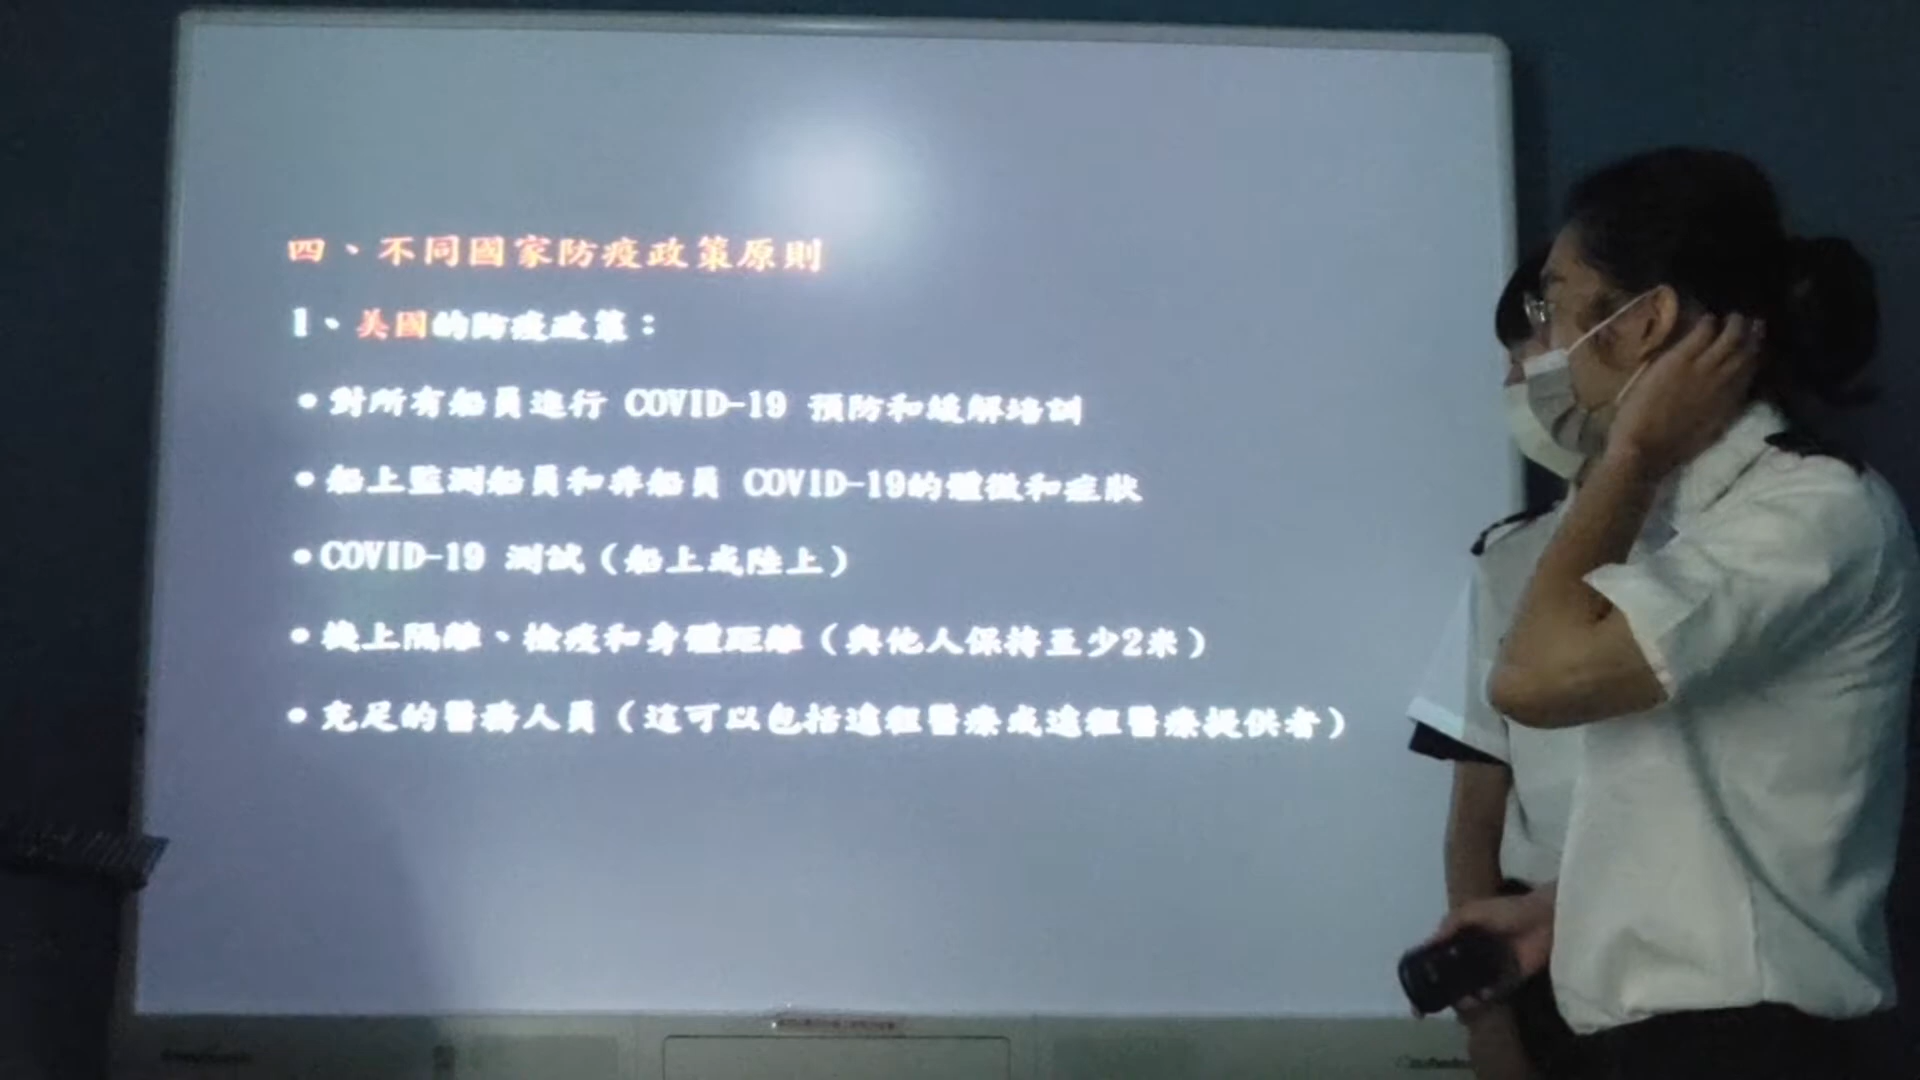 四、不同國家防疫政策原則
1、美國的防疫政策：
•對所有船員進行 COVID-19 預防和緩解培訓
•船上監測船員和非船員 COVID-19的體徵和症狀
•COVID-19 測試（船上或陸上）
•機上隔離、檢疫和身體距離（與他人保持至少2米）
•充足的醫務人員（這可以包括遠程醫療或遠程醫療提供者）